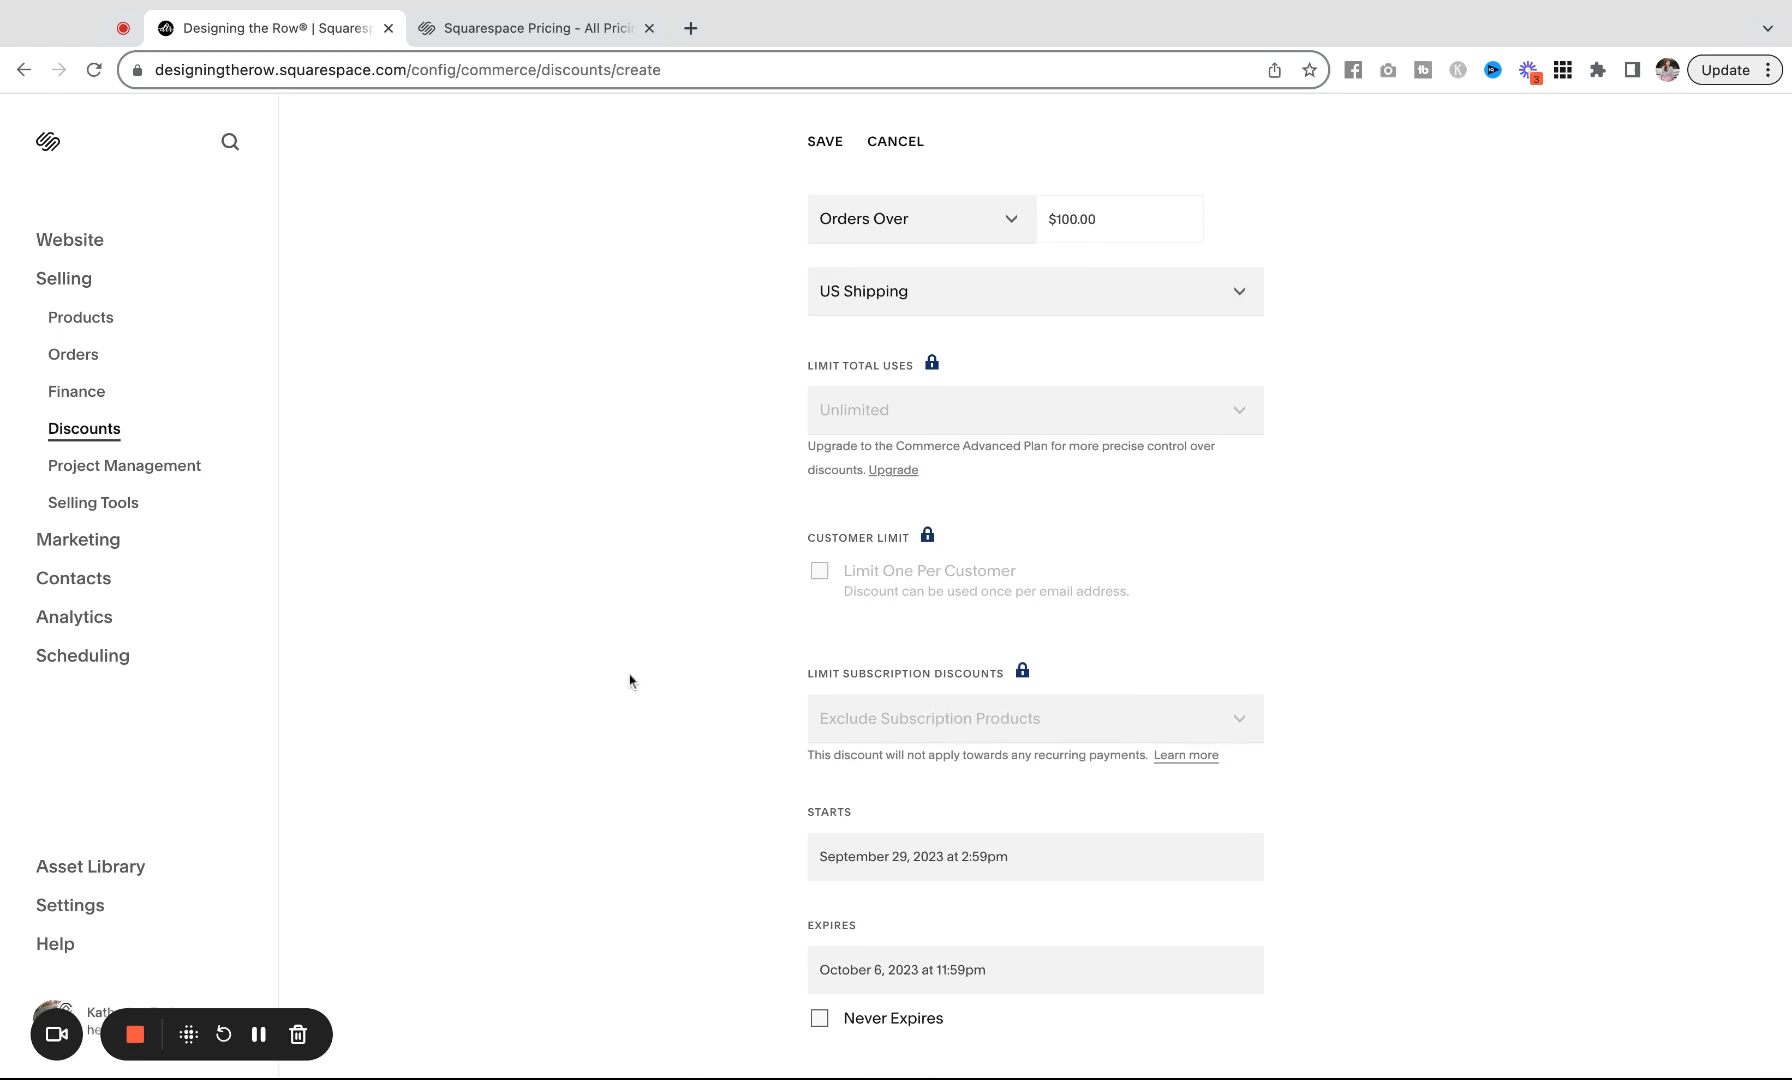 Designing the Row® | Squaresp
Squarespace Pricing - All Prici
designingtherow.squarespace.com/config/commerce/discounts/create
3
Update
SAVE CANCEL
Orders Over $100.00
US Shipping
LIMIT TOTAL USES
Unlimited
Upgrade to the Commerce Advanced Plan for more precise control over
discounts. Upgrade
CUSTOMER LIMIT
Limit One Per Customer
Discount can be used once per email address.
LIMIT SUBSCRIPTION DISCOUNTS
Exclude Subscription Products
This discount will not apply towards any recurring payments. Learn more
STARTS
September 29, 2023 at 2:59pm
EXPIRES
October 6, 2023 at 11:59pm
Never Expires
Website
Selling
Products
Orders
Finance
Discounts
Project Management
Selling Tools
Marketing
Contacts
Analytics
Scheduling
Asset Library
Settings
Help